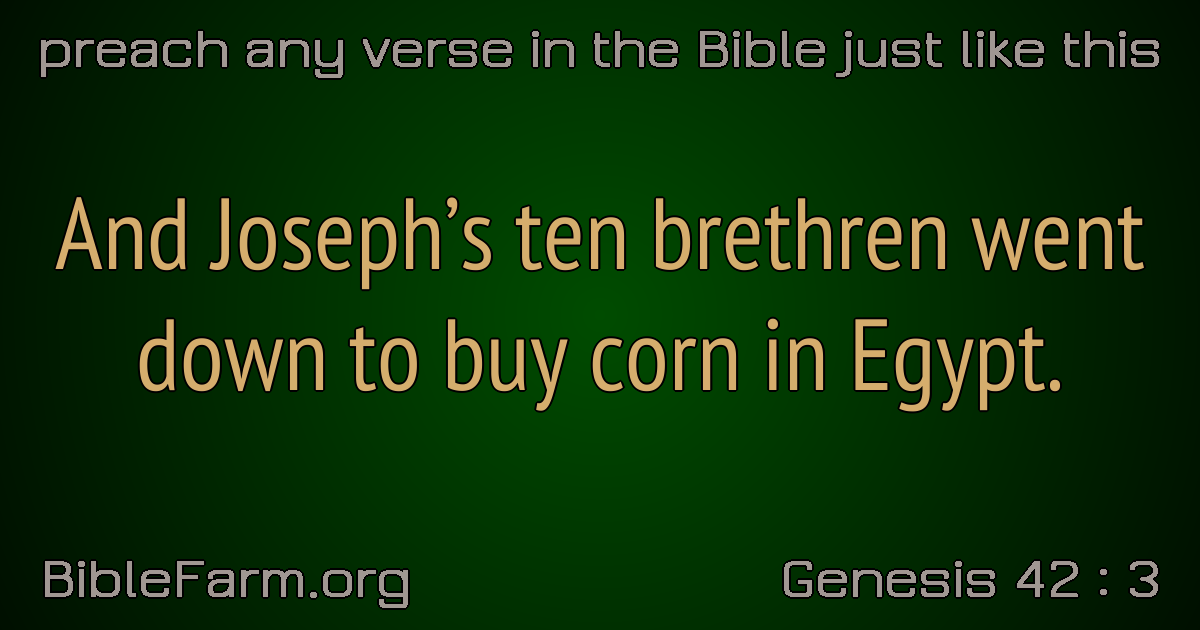 preach any verse in the Bible just like this
And Joseph’s ten brethren went
down to buy corn in Egypt.
BibleFarm.org
Genesis 42 : 3